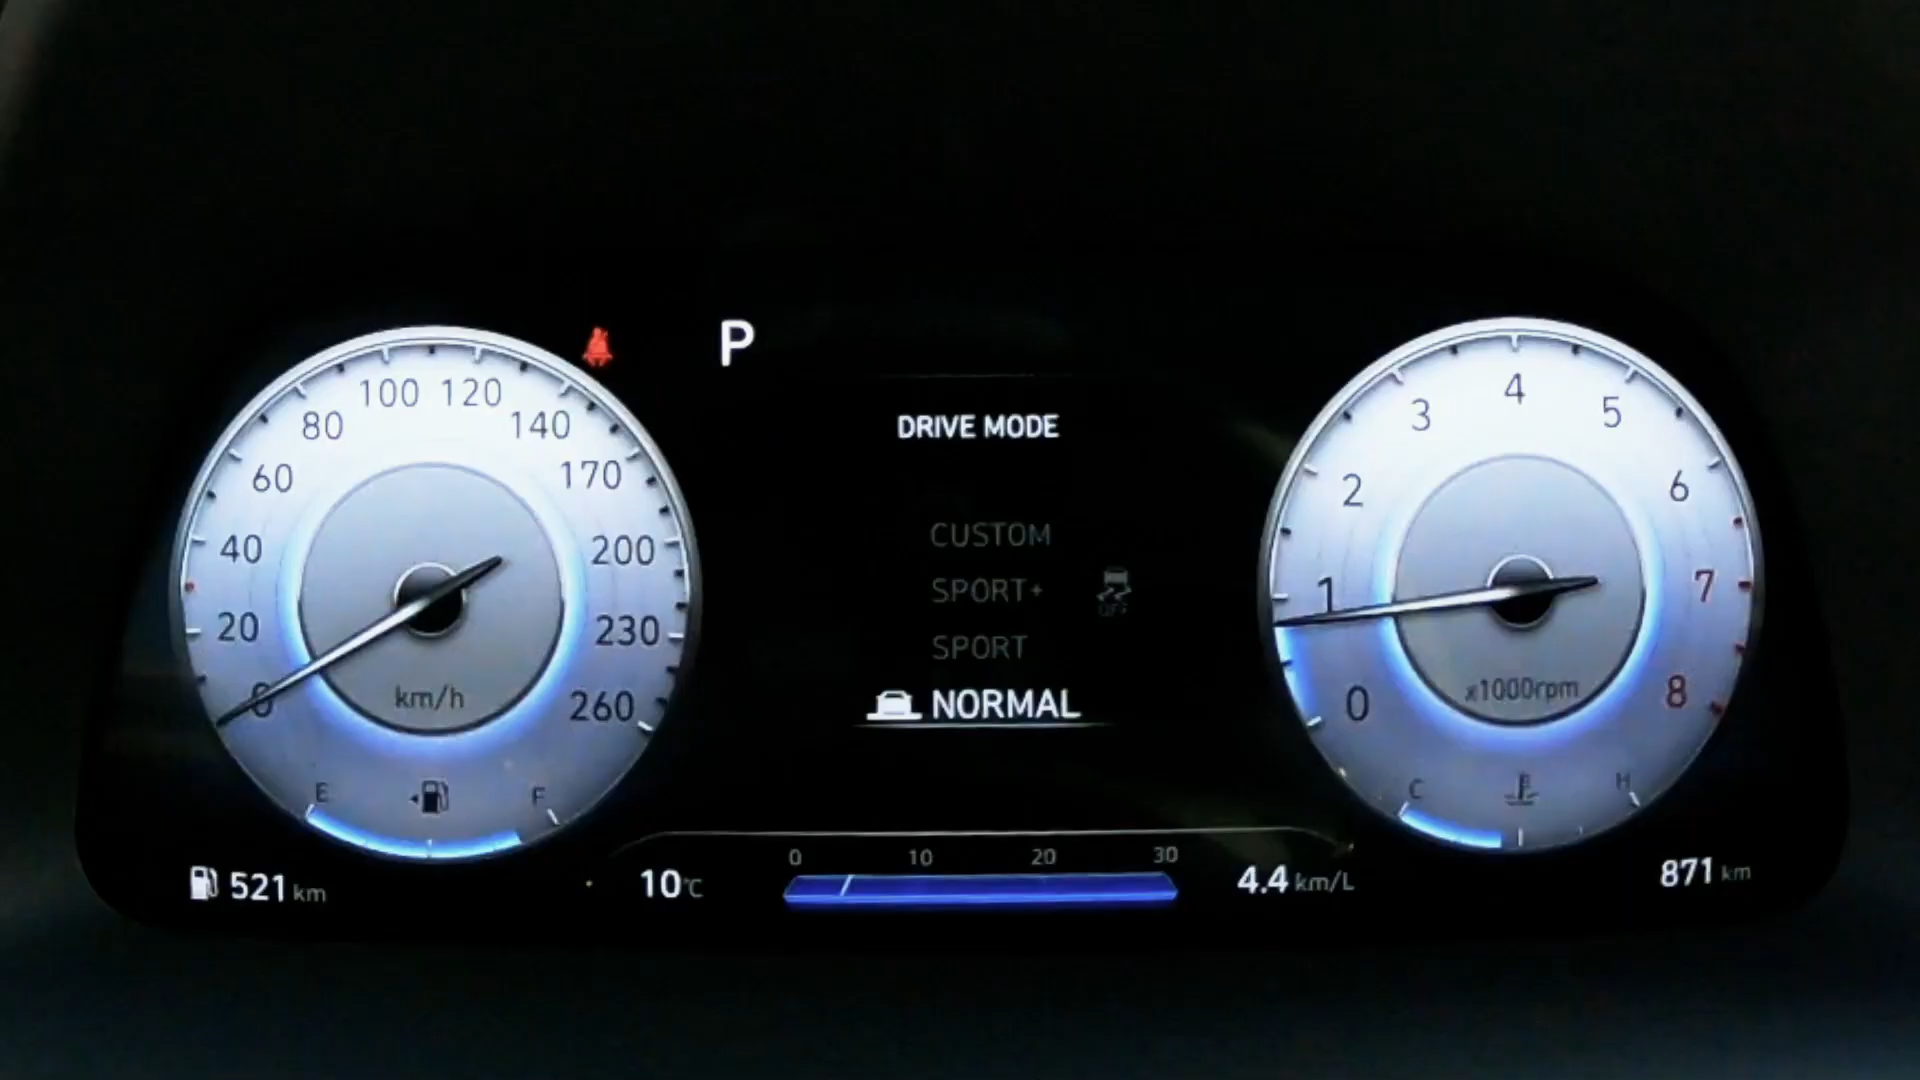 P
100 120
80 140
60 170
40 200
20 230
0 260
km/h
E F
521 km
10°C
DRIVE MODE
CUSTOM
SPORT+
OFF
SPORT
NORMAL
0 10 20 30
4.4 km/L
4
3 5
2 6
1 7
0 8
x1000rpm
C H
871 km